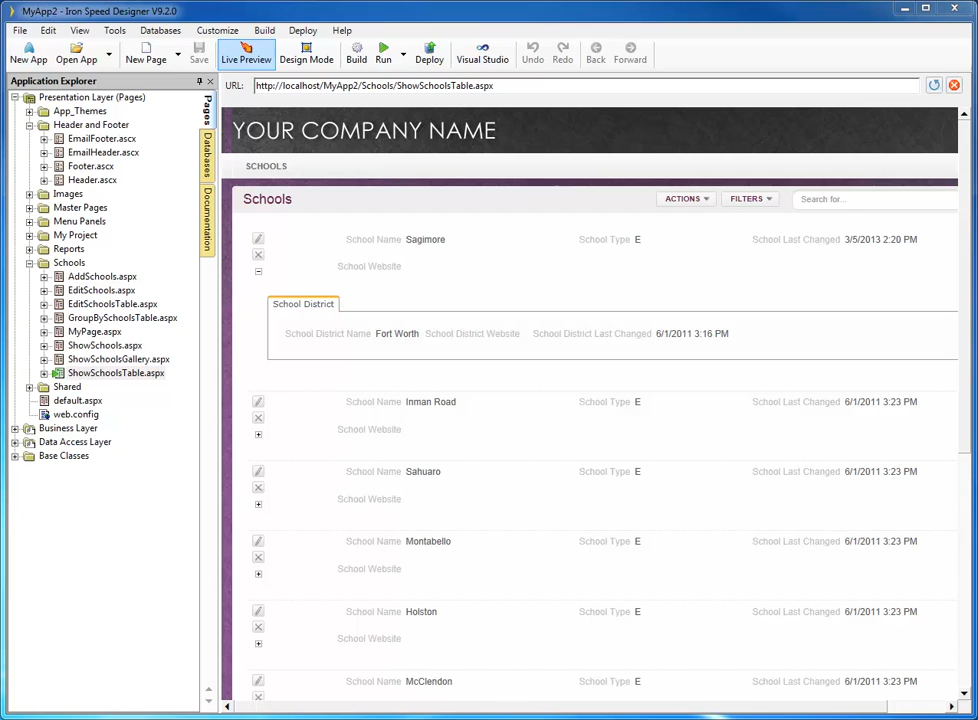 MyApp2 - Iron Speed Designer V9.2.0
File Edit View Tools Databases Customize Build Deploy Help
New App Open App New Page Save Live Preview Design Mode Build Run Deploy Visual Studio Undo Redo Back Forward
Application Explorer
URL: http://localhost/MyApp2/Schools/ShowSchoolsTable.aspx
Presentation Layer (Pages)
App_Themes
Header and Footer
EmailFooter.ascx
EmailHeader.ascx
Footer.ascx
Header.ascx
Images
Master Pages
Menu Panels
My Project
Reports
Schools
AddSchools.aspx
EditSchools.aspx
EditSchoolsTable.aspx
GroupBySchoolsTable.aspx
MyPage.aspx
ShowSchools.aspx
ShowSchoolsGallery.aspx
ShowSchoolsTable.aspx
Shared
default.aspx
web.config
Business Layer
Data Access Layer
Base Classes
Pages
Databases
Documentation
YOUR COMPANY NAME
SCHOOLS
Schools ACTIONS FILTERS Search for...
School Name Sagimore School Type E School Last Changed 3/5/2013 2:20 PM
School Website
School District
School District Name Fort Worth School District Website School District Last Changed 6/1/2011 3:16 PM
School Name Inman Road School Type E School Last Changed 6/1/2011 3:23 PM
School Website
School Name Sahuaro School Type E School Last Changed 6/1/2011 3:23 PM
School Website
School Name Montabello School Type E School Last Changed 6/1/2011 3:23 PM
School Website
School Name Holston School Type E School Last Changed 6/1/2011 3:23 PM
School Website
School Name McClendon School Type E School Last Changed 6/1/2011 3:23 PM